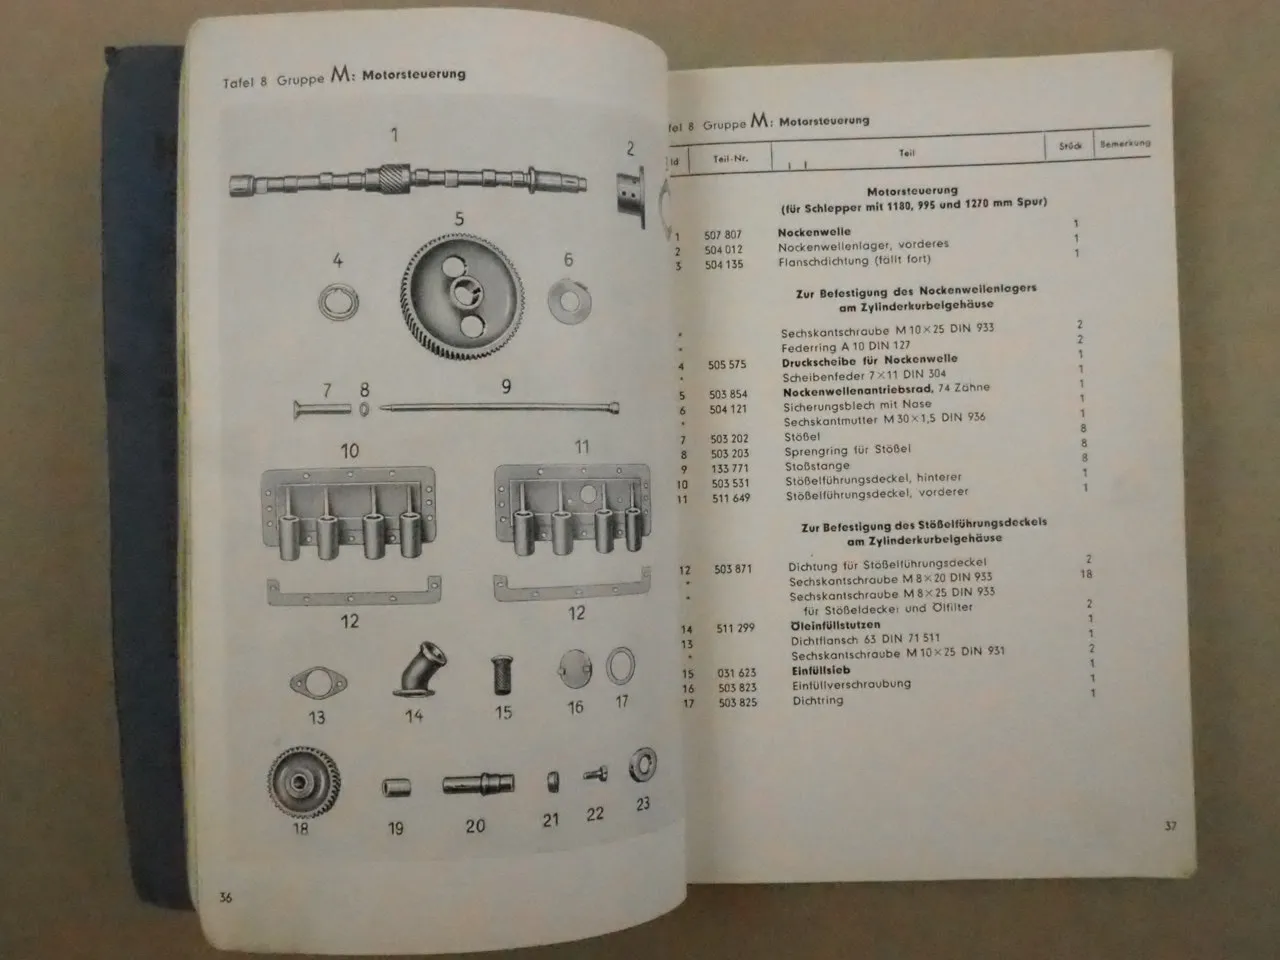 Tafel 8 Gruppe M: Motorsteuerung
1
2
5
4
6
7 8 9
10 11
12 12
13 14 15 16 17
18 19 20 21 22 23
36
8 Gruppe M: Motorsteuerung
Teil-Nr. Teil Stück Bemerkung
Motorsteuerung
(für Schlepper mit 1180, 995 und 1270 mm Spur)
1 507 807 Nockenwelle 1
2 504 012 Nockenwellenlager, vorderes 1
3 504 135 Flanschdichtung (fällt fort) 1
Zur Befestigung des Nockenwellenlagers
am Zylinderkurbelgehäuse
* Sechskantschraube M 10×25 DIN 933 2
* Federring A 10 DIN 127 2
4 505 575 Druckscheibe für Nockenwelle 1
* Scheibenfeder 7×11 DIN 304 1
5 503 854 Nockenwellenantriebsrad, 74 Zähne 1
6 504 121 Sicherungsblech mit Nase 1
* Sechskantmutter M 30×1,5 DIN 936 1
7 503 202 Stößel 8
8 503 203 Sprengring für Stößel 8
9 133 771 Stoßstange 8
10 503 531 Stößelführungsdeckel, hinterer 1
11 511 649 Stößelführungsdeckel, vorderer 1
Zur Befestigung des Stößelführungsdeckels
am Zylinderkurbelgehäuse
12 503 871 Dichtung für Stößelführungsdeckel 2
* Sechskantschraube M 8×20 DIN 933 18
* Sechskantschraube M 8×25 DIN 933
für Stößeldeckel und Ölfilter 2
14 511 299 Öleinfüllstutzen 1
13 Dichtflansch 63 DIN 71 511 1
* Sechskantschraube M 10×25 DIN 931 2
15 031 623 Einfüllsieb 1
16 503 823 Einfüllverschraubung 1
17 503 825 Dichtring 1
37